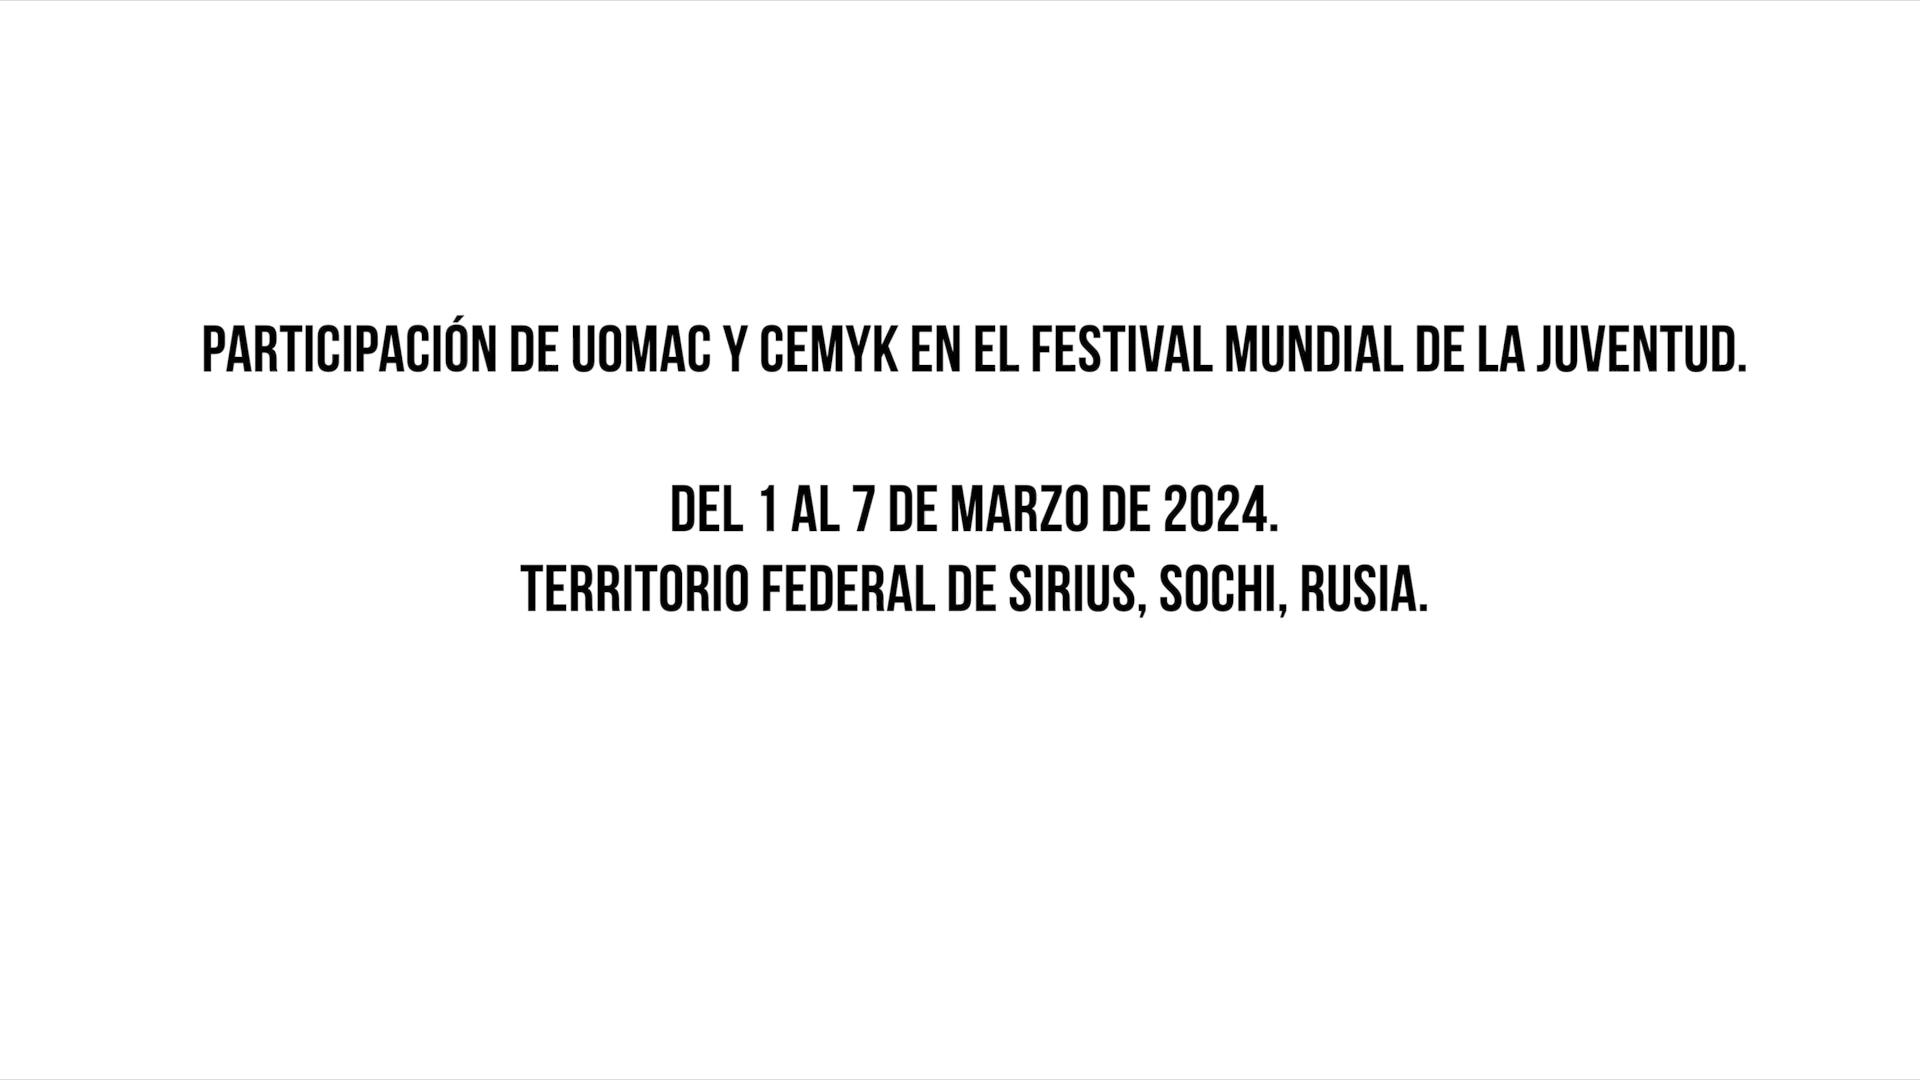 PARTICIPACIÓN DE UOMAC Y CEMYK EN EL FESTIVAL MUNDIAL DE LA JUVENTUD.
DEL 1 AL 7 DE MARZO DE 2024.
TERRITORIO FEDERAL DE SIRIUS, SOCHI, RUSIA.